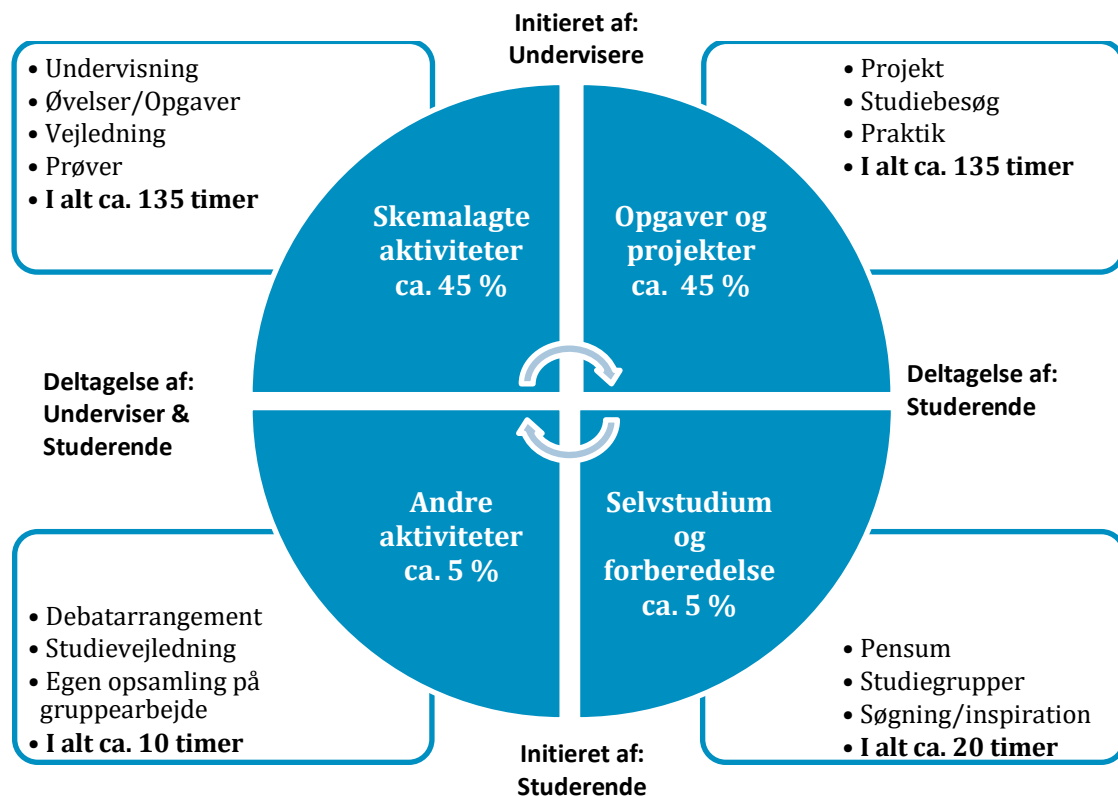 Initieret af:
Undervisere
• Undervisning
• Øvelser/Opgaver
• Vejledning
• Prøver
• I alt ca. 135 timer
• Projekt
• Studiebesøg
• Praktik
• I alt ca. 135 timer
Skemalagte
aktiviteter
ca. 45 %
Opgaver og
projekter
ca. 45 %
Deltagelse af:
Underviser &
Studerende
Deltagelse af:
Studerende
Andre
aktiviteter
ca. 5 %
Selvstudium
og
forberedelse
ca. 5 %
• Debatarrangement
• Studievejledning
• Egen opsamling på
gruppearbejde
• I alt ca. 10 timer
• Pensum
• Studiegrupper
• Søgning/inspiration
• I alt ca. 20 timer
Initieret af:
Studerende